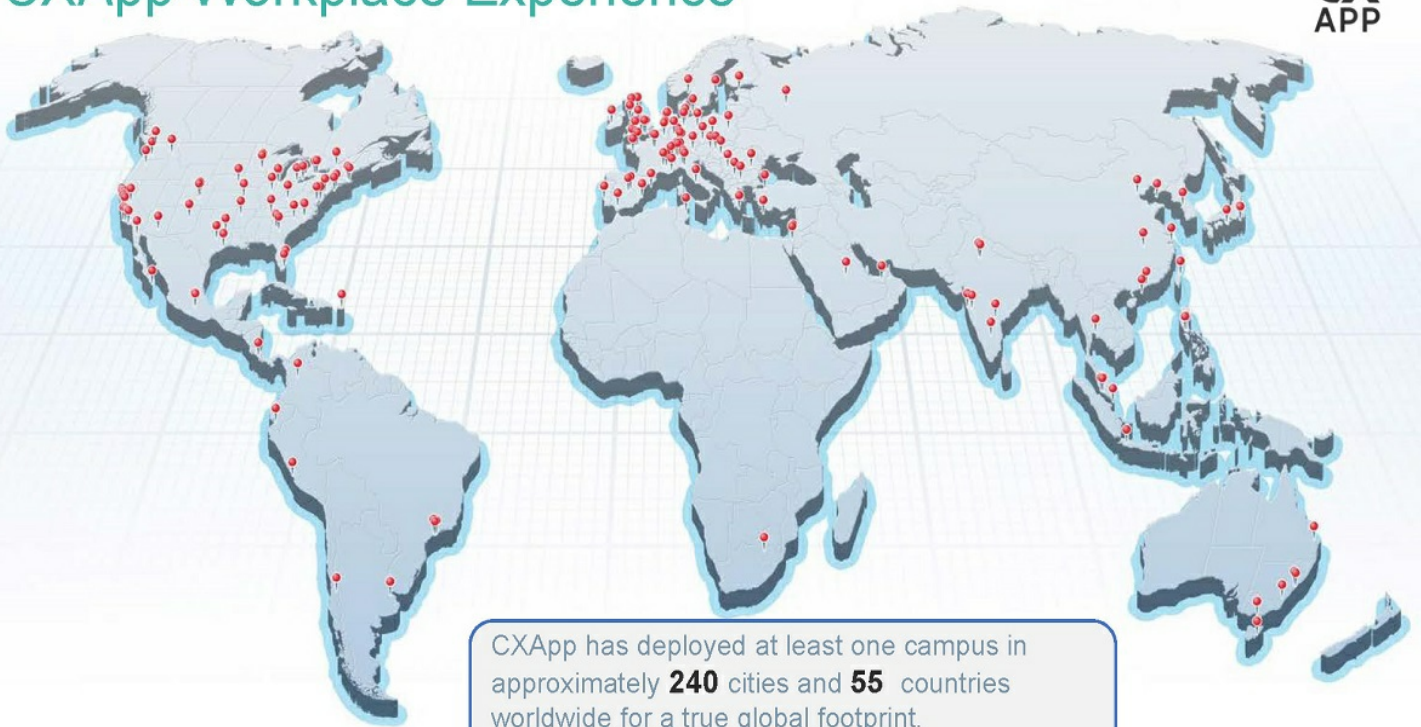 CXApp Workplace Experience
CX
APP
CXApp has deployed at least one campus in
approximately 240 cities and 55 countries
worldwide for a true global footprint.